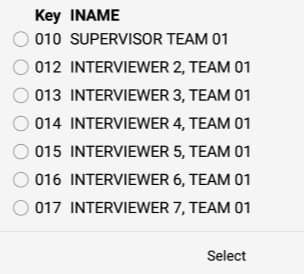 Key INAME
010 SUPERVISOR TEAM 01
012 INTERVIEWER 2, TEAM 01
013 INTERVIEWER 3, TEAM 01
014 INTERVIEWER 4, TEAM 01
015 INTERVIEWER 5, TEAM 01
016 INTERVIEWER 6, TEAM 01
017 INTERVIEWER 7, TEAM 01
Select